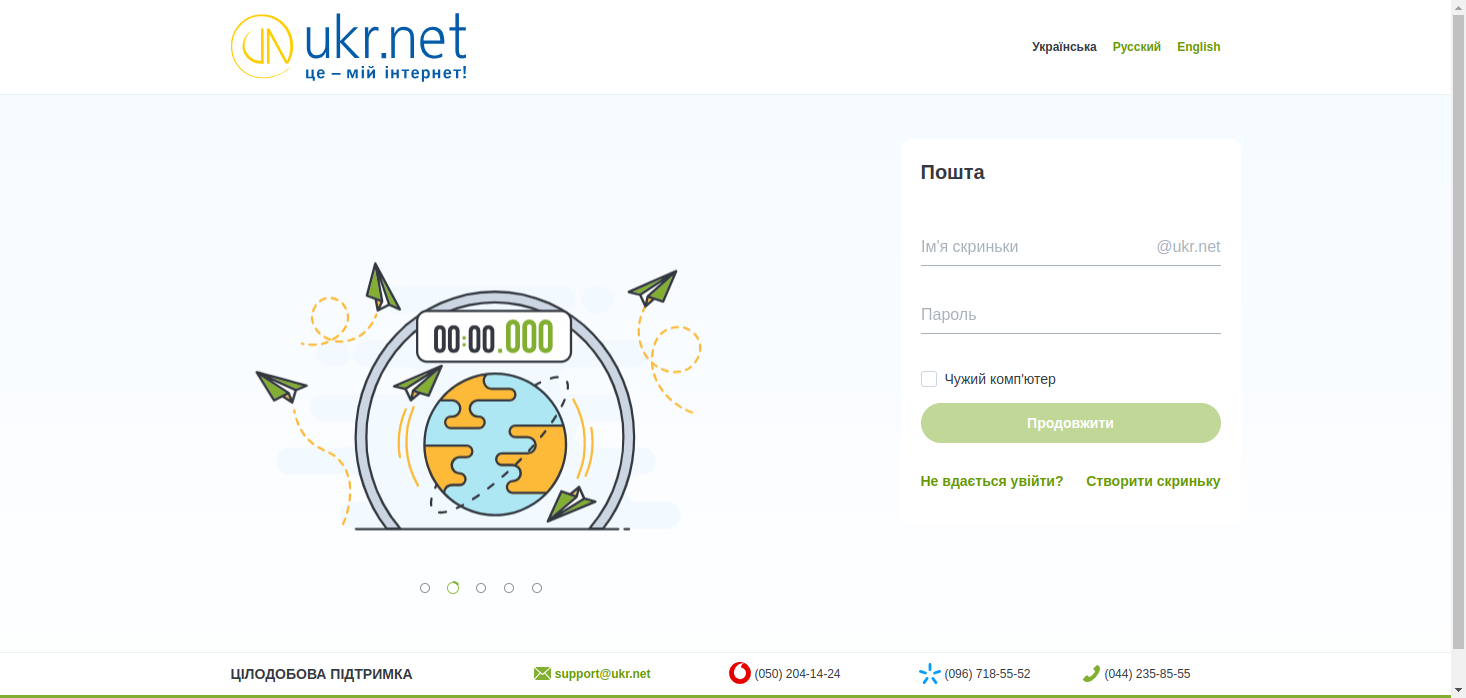 ukr.net
це – мій інтернет!
Українська Русский English
Пошта
Ім'я скриньки @ukr.net
00:00.000
Пароль
Чужий комп'ютер
Продовжити
Не вдається увійти? Створити скриньку
ЦІЛОДОБОВА ПІДТРИМКА support@ukr.net (050) 204-14-24 (096) 718-55-52 (044) 235-85-55